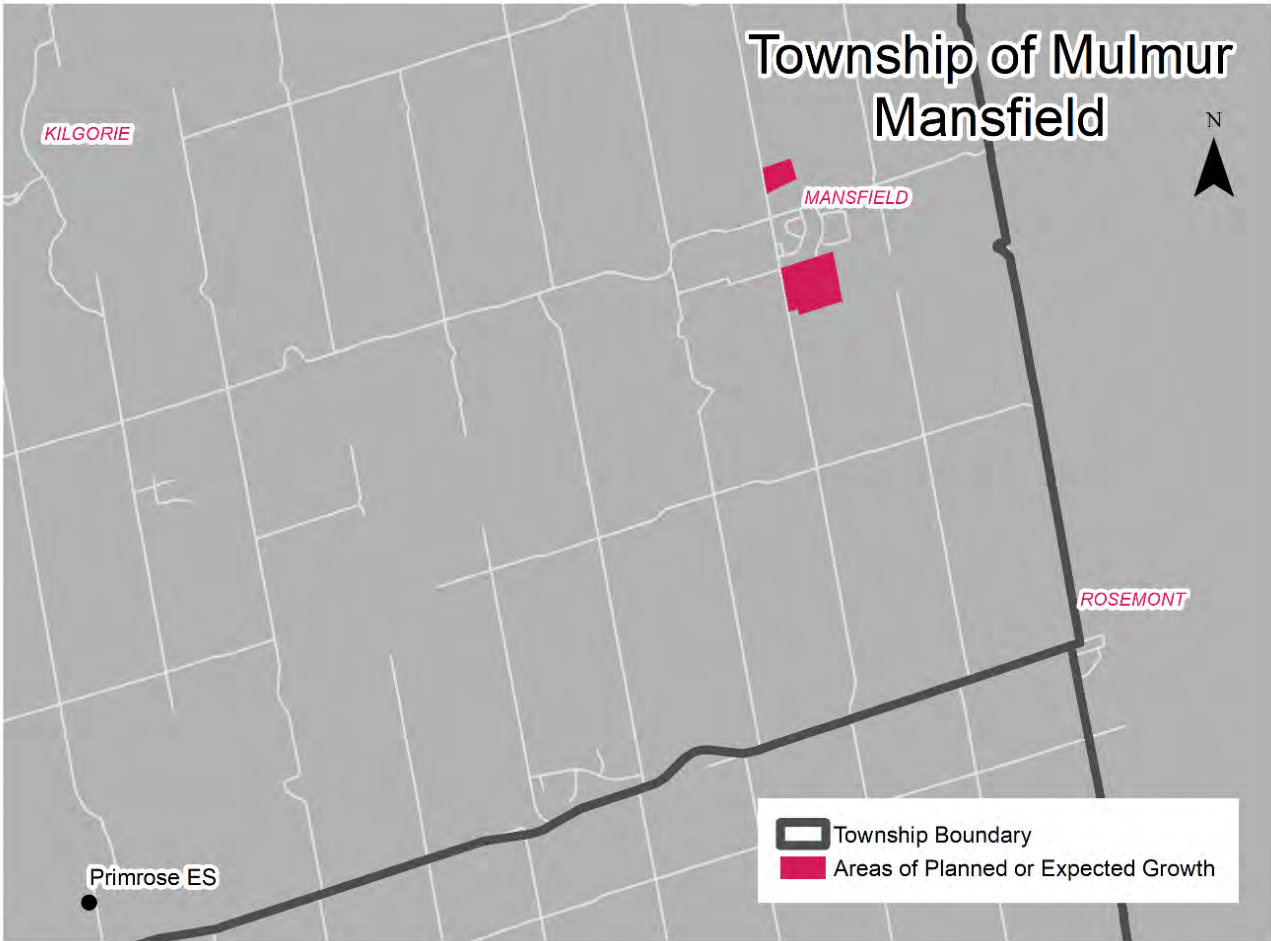 Township of Mulmur
Mansfield
N
KILGORIE
MANSFIELD
ROSEMONT
Township Boundary
Areas of Planned or Expected Growth
Primrose ES